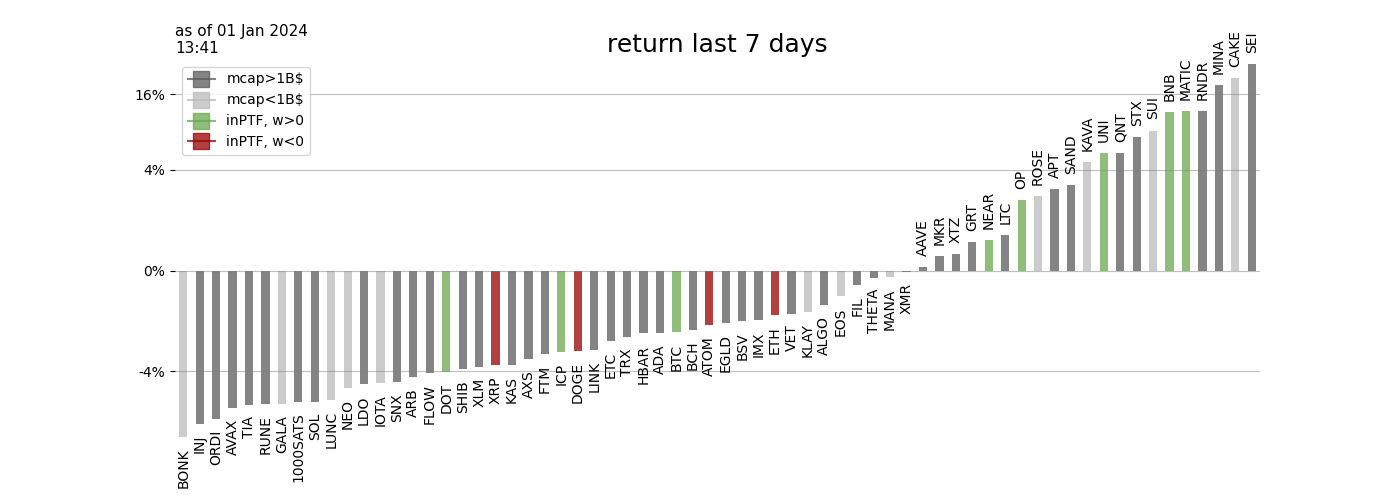 as of 01 Jan 2024
13:41
return last 7 days
mcap>1B$
mcap<1B$
inPTF, w>0
inPTF, w<0
16%
4%
0%
-4%
BONK
INJ
ORDI
AVAX
TIA
RUNE
GALA
1000SATS
SOL
LUNC
NEO
LDO
IOTA
SNX
ARB
FLOW
DOT
SHIB
XLM
XRP
KAS
AXS
FTM
ICP
DOGE
LINK
ETC
TRX
HBAR
ADA
BTC
BCH
ATOM
EGLD
BSV
IMX
ETH
VET
KLAY
ALGO
EOS
FIL
THETA
MANA
XMR
AAVE
MKR
XTZ
GRT
NEAR
LTC
OP
ROSE
APT
SAND
KAVA
UNI
QNT
STX
SUI
BNB
MATIC
RNDR
MINA
CAKE
SEI